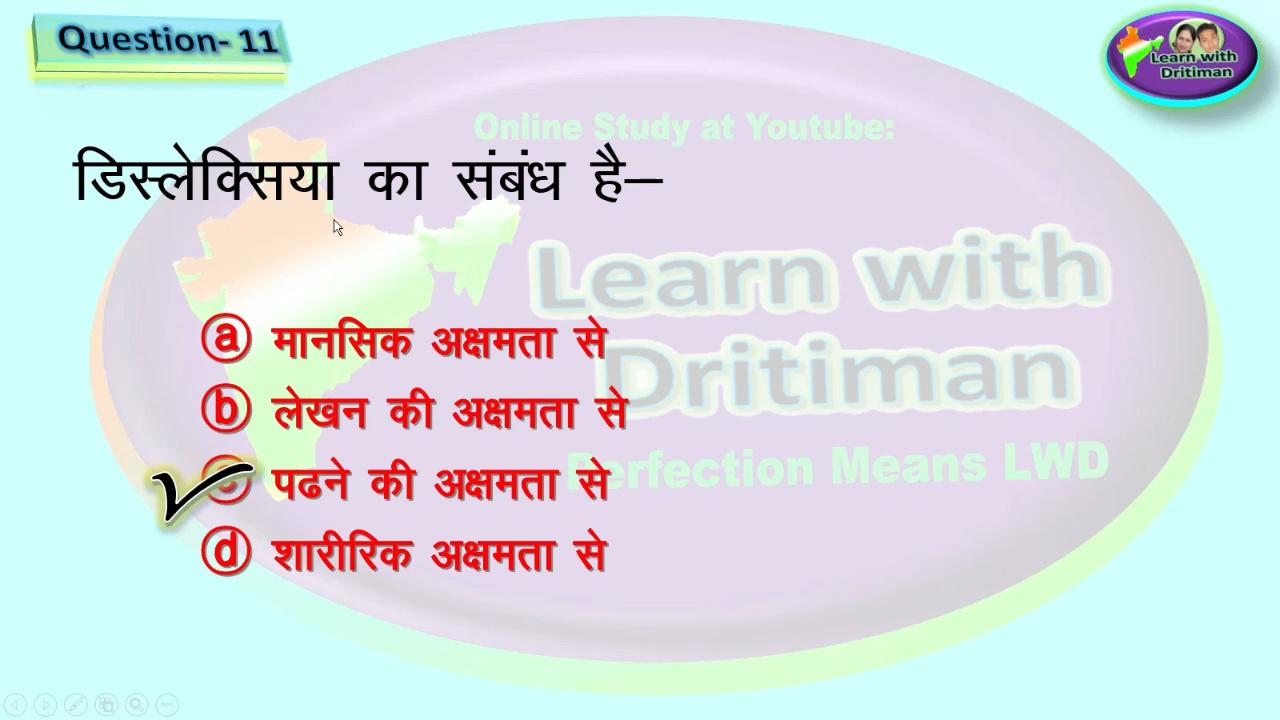 Question- 11
Learn with
Dritiman
Online Study at Youtube:
डिस्लेक्सिया का संबंध है–
Learn with
Dritiman
ⓐ मानसिक अक्षमता से
ⓑ लेखन की अक्षमता से
ⓒ पढने की अक्षमता से
Perfection Means LWD
ⓓ शारीरिक अक्षमता से